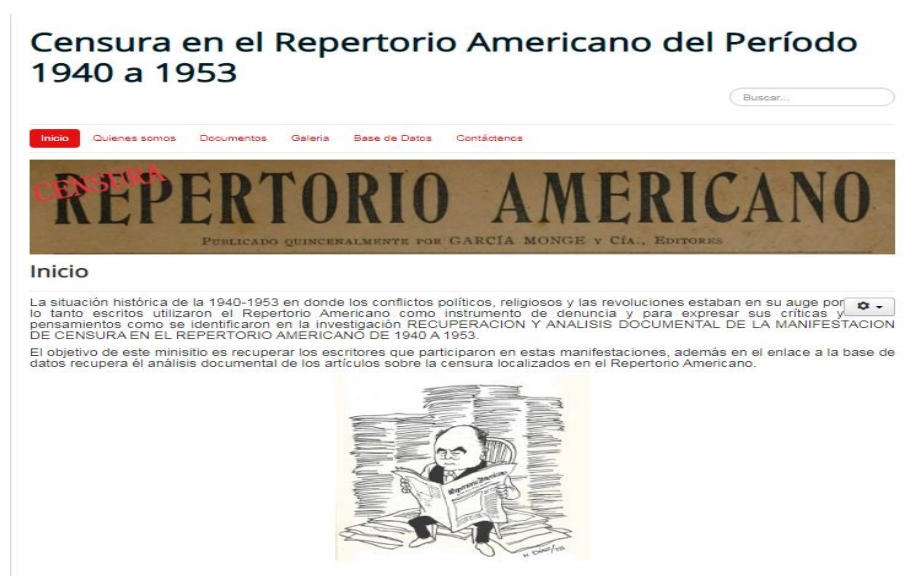 Censura en el Repertorio Americano del Período
1940 a 1953
Buscar...
Inicio Quienes somos Documentos Galeria Base de Datos Contáctenos
CENSURA
REPERTORIO AMERICANO
Publicado quincenalmente por García Monge y Cía., Editores
Inicio
La situación histórica de la 1940-1953 en donde los conflictos políticos, religiosos y las revoluciones estaban en su auge por
lo tanto escritos utilizaron el Repertorio Americano como instrumento de denuncia y para expresar sus críticas y
pensamientos como se identificaron en la investigación RECUPERACION Y ANALISIS DOCUMENTAL DE LA MANIFESTACION
DE CENSURA EN EL REPERTORIO AMERICANO DE 1940 A 1953.
El objetivo de este minisitio es recuperar los escritores que participaron en estas manifestaciones, además en el enlace a la base de
datos recupera él análisis documental de los artículos sobre la censura localizados en el Repertorio Americano.
Repertorio Americano